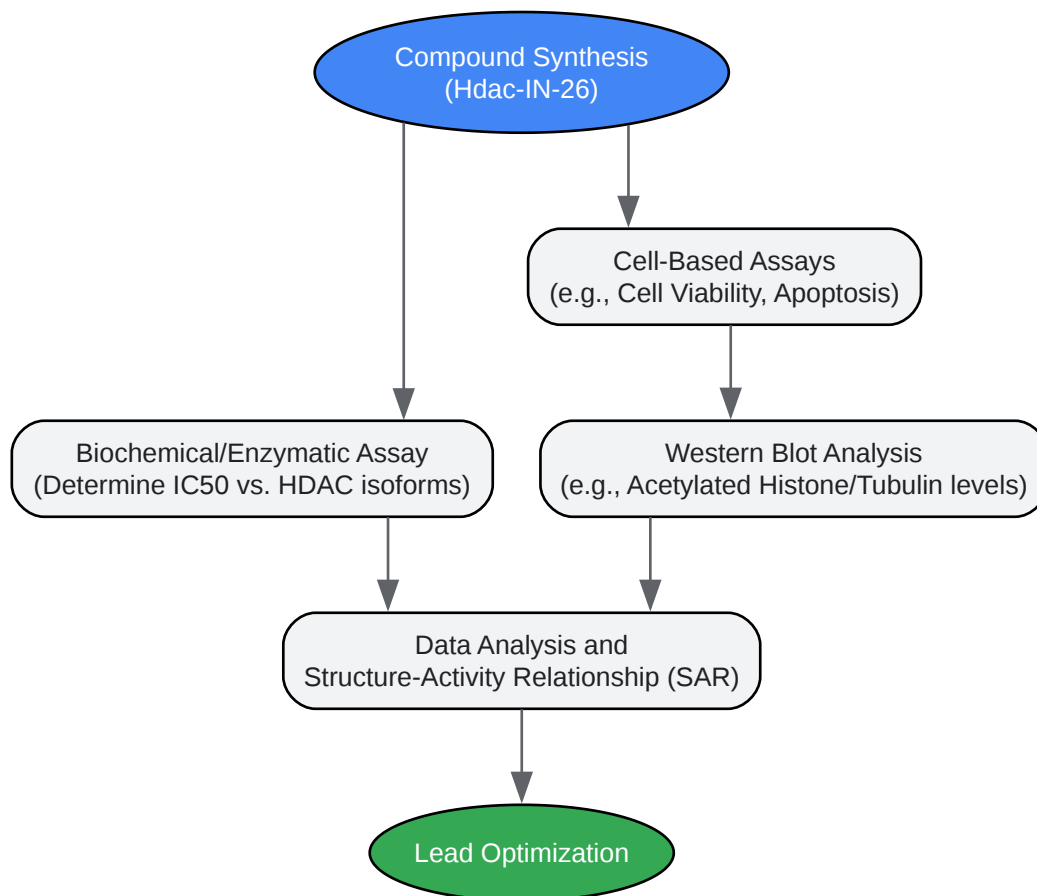 Compound Synthesis
(Hdac-IN-26)
Cell-Based Assays
(e.g., Cell Viability, Apoptosis)
Biochemical/Enzymatic Assay
(Determine IC50 vs. HDAC isoforms)
Western Blot Analysis
(e.g., Acetylated Histone/Tubulin levels)
Data Analysis and
Structure-Activity Relationship (SAR)
Lead Optimization